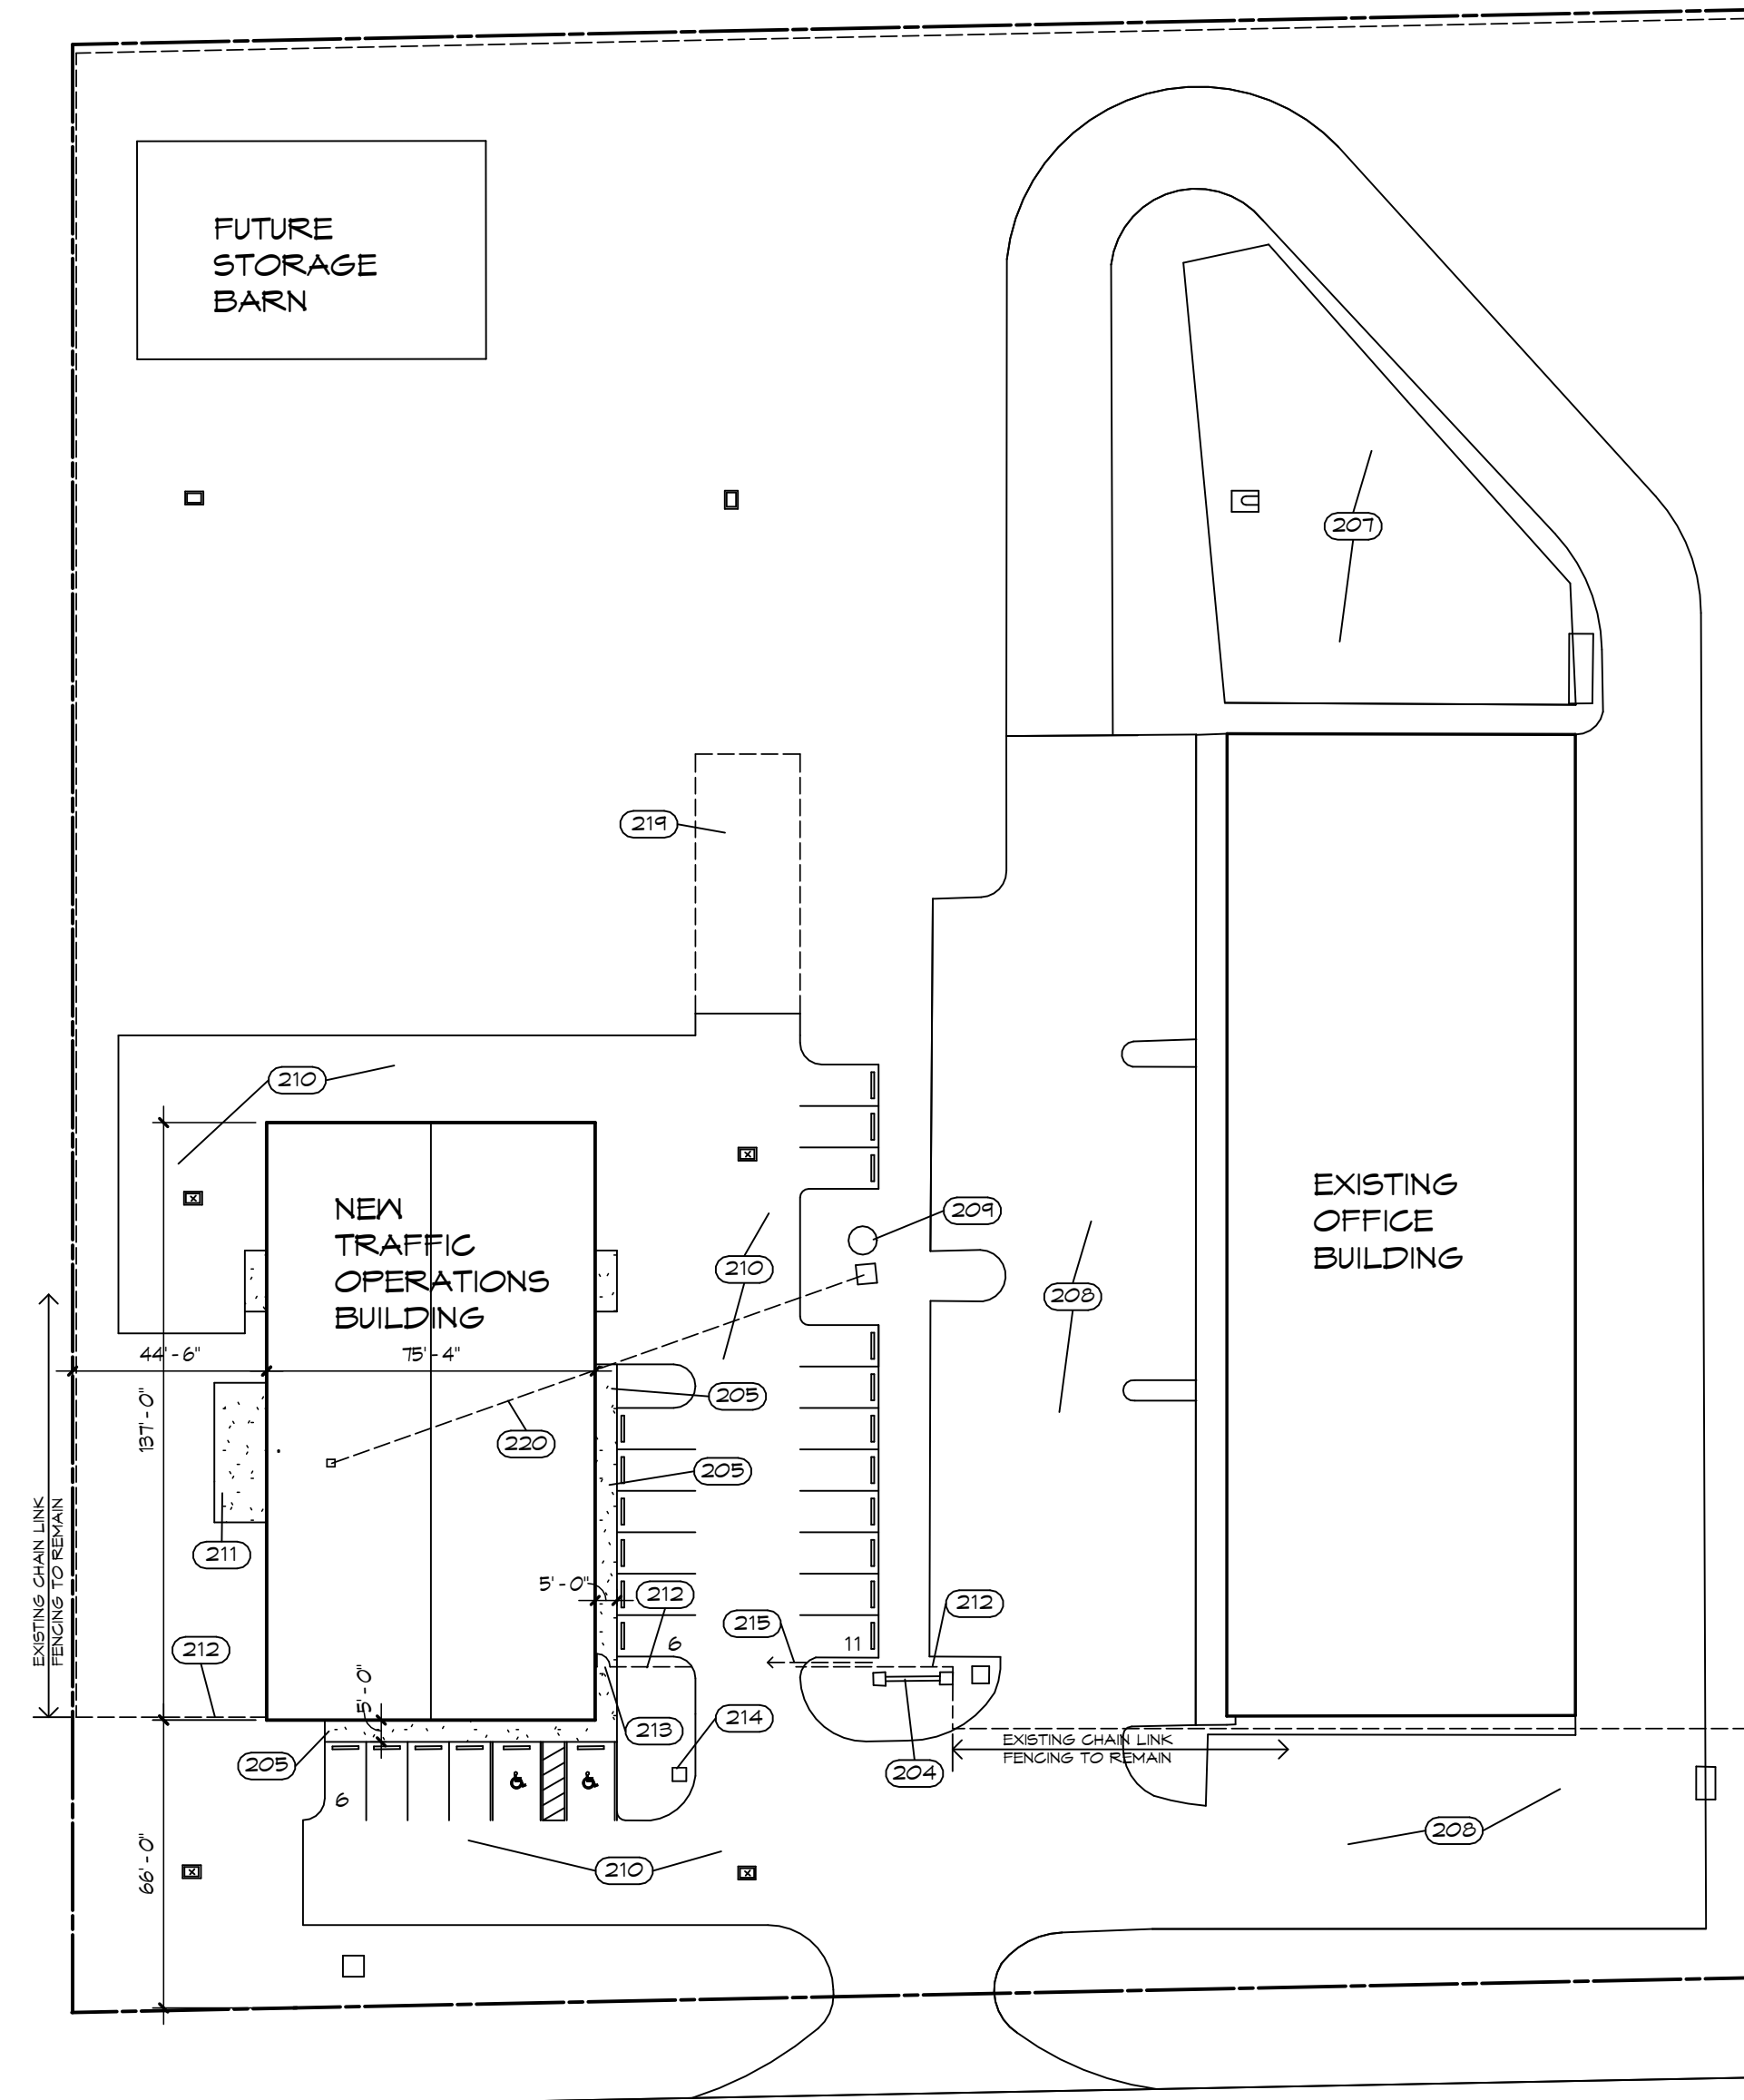 FUTURE
STORAGE
BARN
207
219
210
NEW
TRAFFIC
OPERATIONS
BUILDING
EXISTING
OFFICE
BUILDING
209
210
208
44'-6"
75'-4"
137'-0"
205
220
205
211
5'-0"
212
212
215
6
11
EXISTING CHAIN LINK
FENCING TO REMAIN
212
5'-0"
213
214
EXISTING CHAIN LINK
FENCING TO REMAIN
204
205
6
208
66'-0"
210